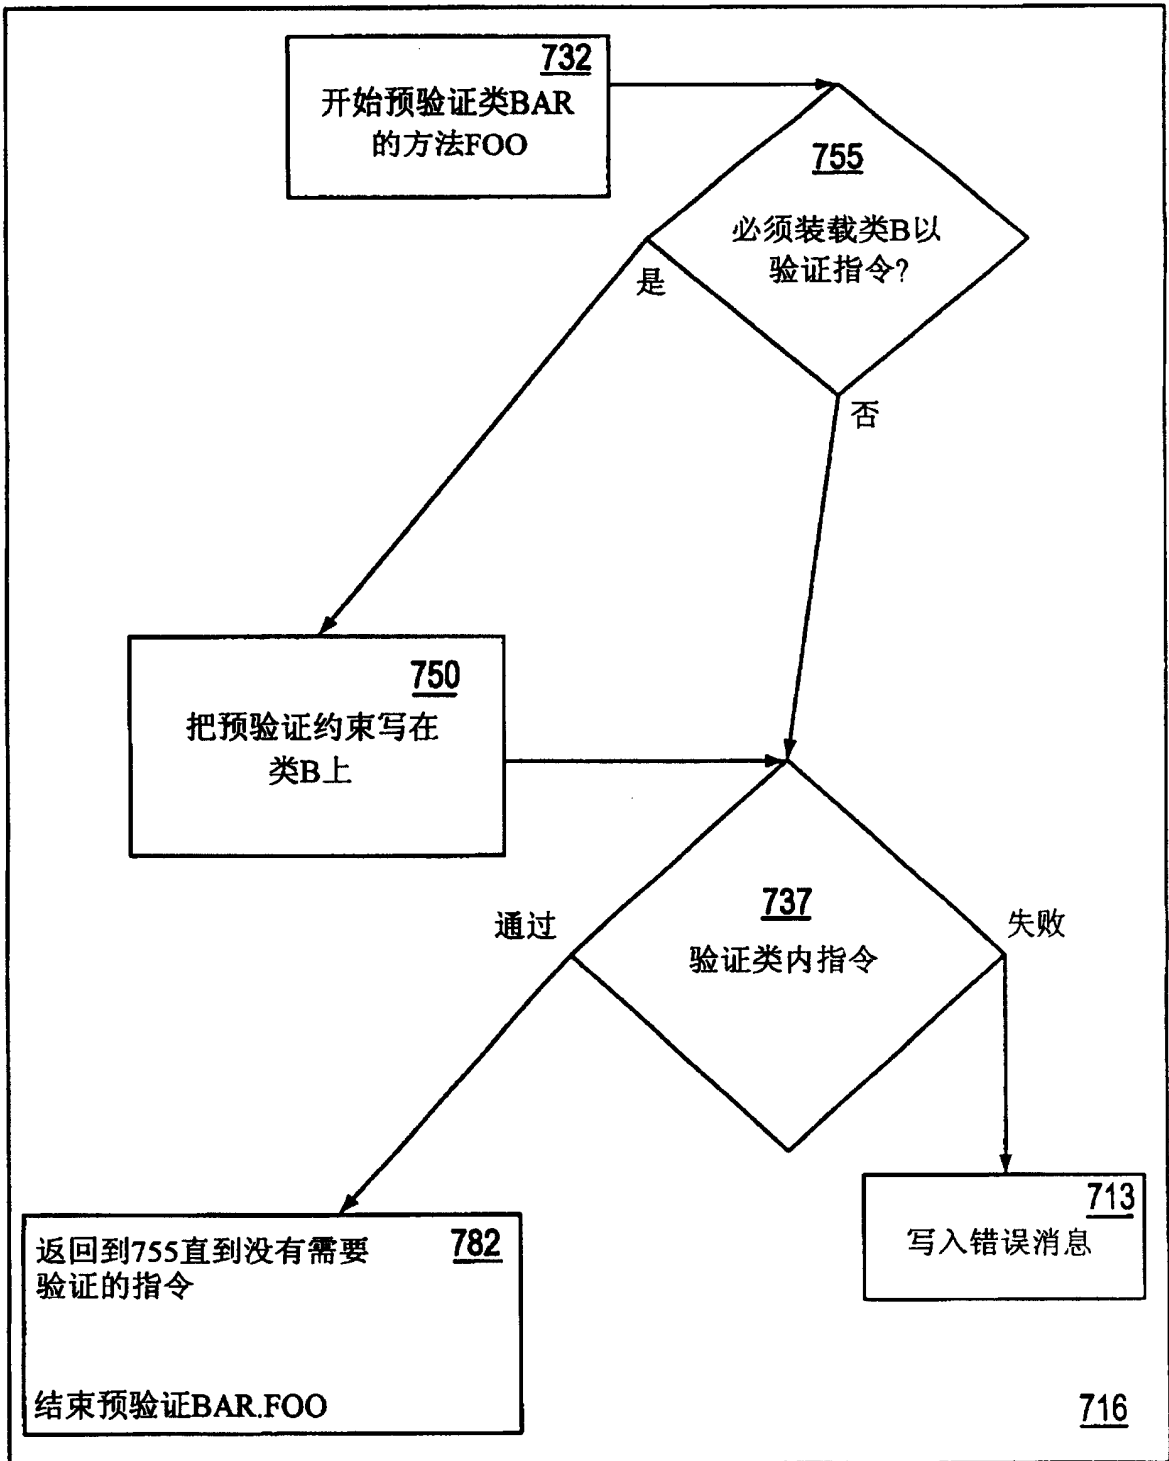 732
开始预验证类BAR
的方法FOO
755
必须装载类B以
验证指令?
是
否
750
把预验证约束写在
类B上
737
验证类内指令
通过
失败
713
写入错误消息
782
返回到755直到没有需要
验证的指令
结束预验证BAR.FOO
716